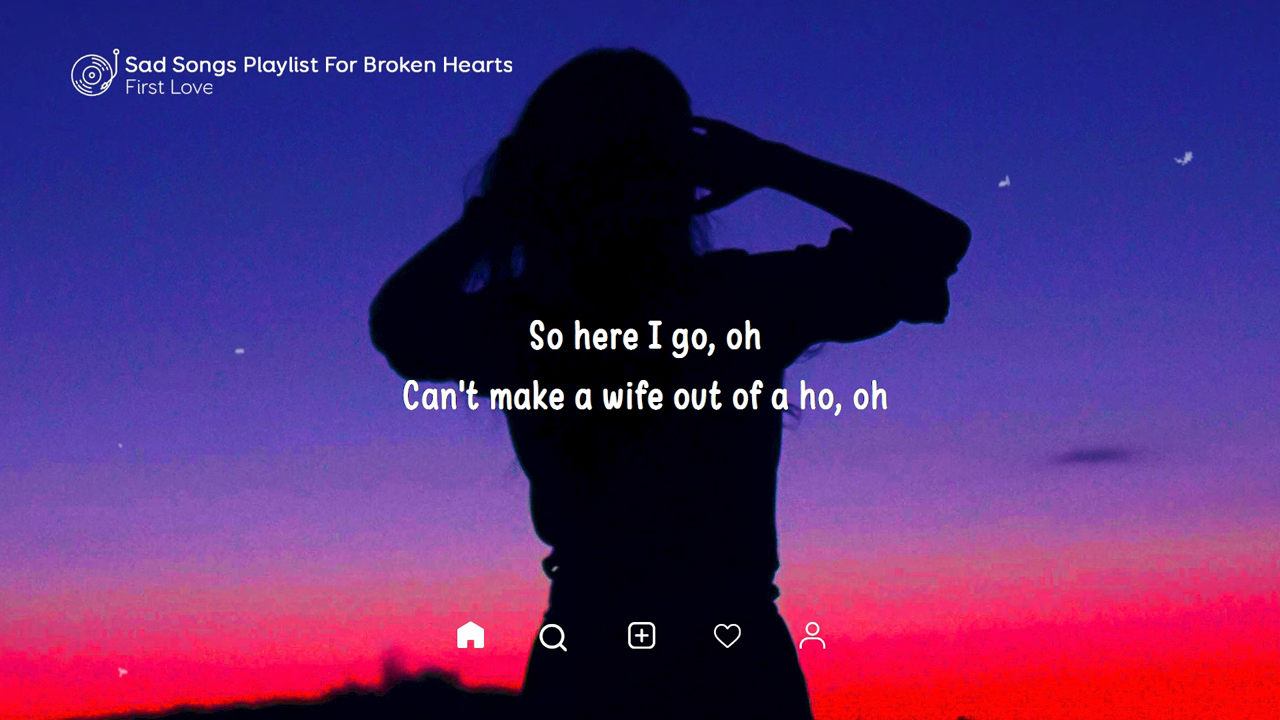 Sad Songs Playlist For Broken Hearts
First Love
So here I go, oh
Can't make a wife out of a ho, oh